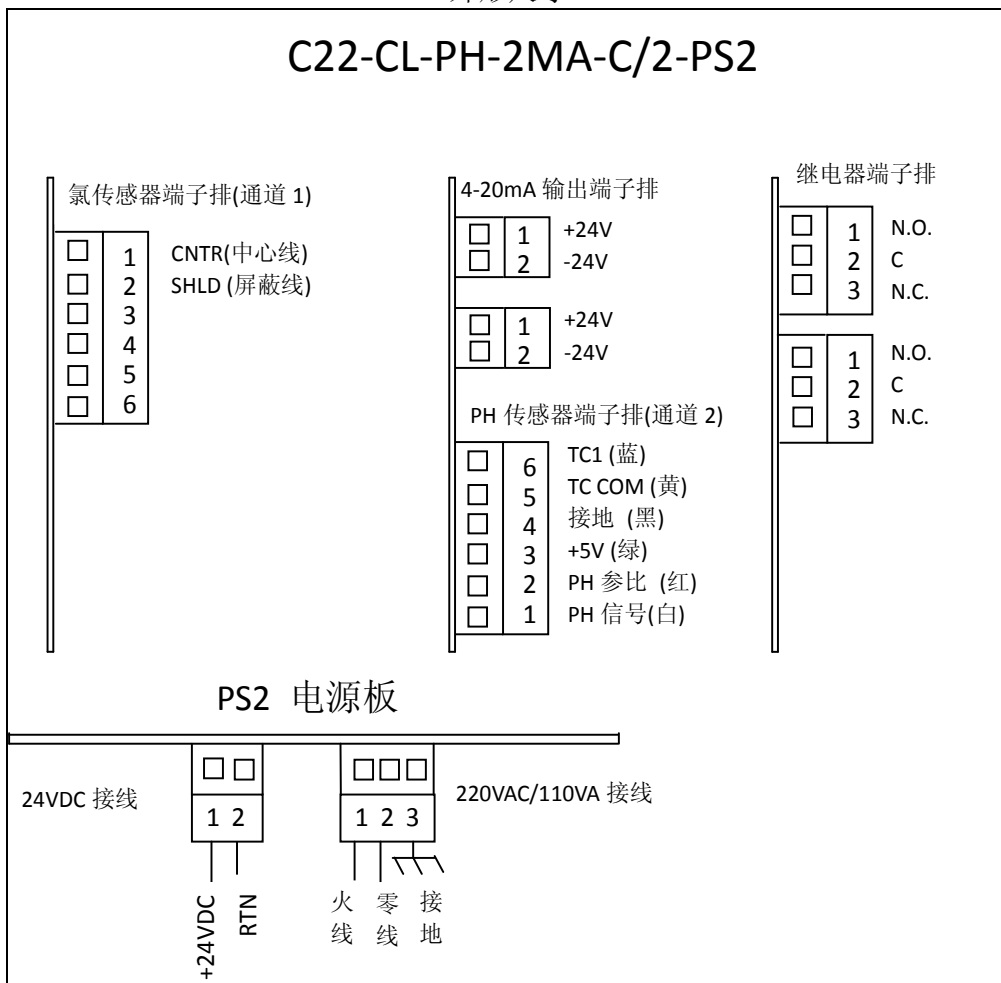 C22-CL-PH-2MA-C/2-PS2
氯传感器端子排(通道 1)
1 CNTR(中心线)
2 SHLD (屏蔽线)
3
4
5
6
4-20mA 输出端子排
1 +24V
2 -24V
1 +24V
2 -24V
PH 传感器端子排(通道 2)
6 TC1 (蓝)
5 TC COM (黄)
4 接地 (黑)
3 +5V (绿)
2 PH 参比 (红)
1 PH 信号(白)
继电器端子排
1 N.O.
2 C
3 N.C.
1 N.O.
2 C
3 N.C.
PS2 电源板
24VDC 接线
1 2
+24VDC
RTN
1 2 3
220VAC/110VA 接线
火线
零线
接地